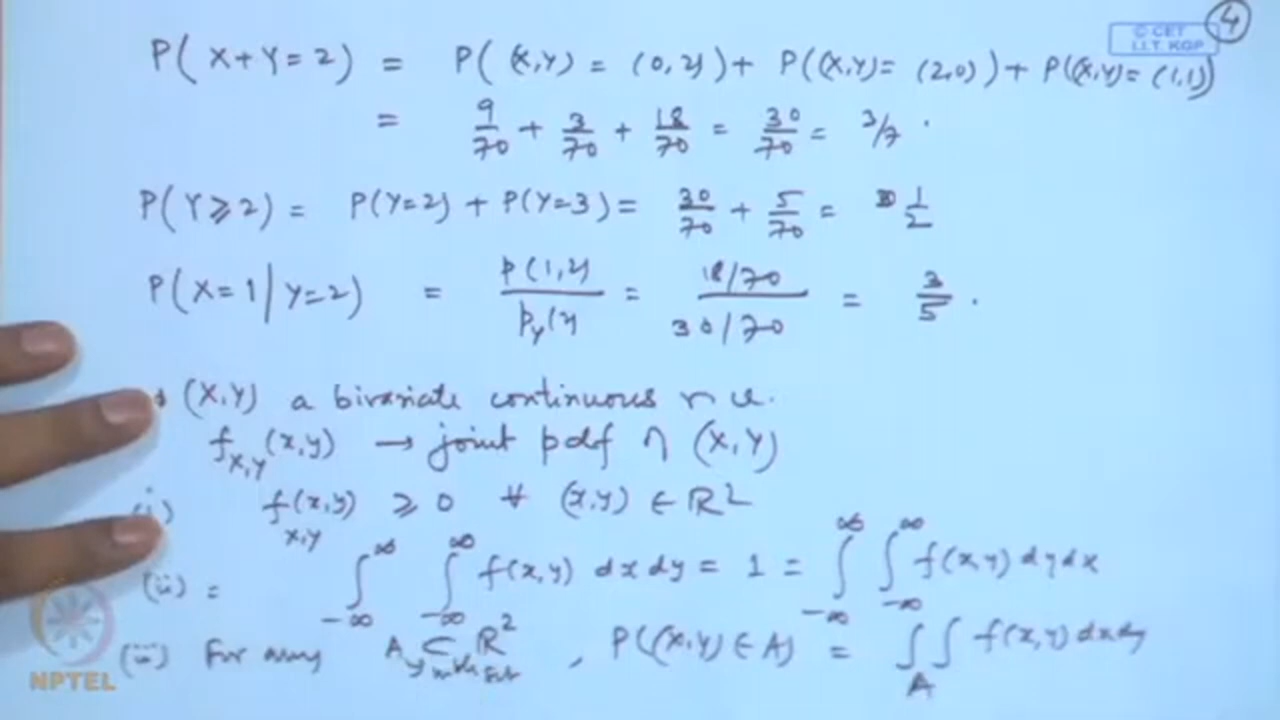 4
© CET
I.I.T. KGP
P(X+Y=2) = P((X,Y) = (0,2)) + P((X,Y) = (2,0)) + P((X,Y) = (1,1))
= 9/70 + 3/70 + 18/70 = 30/70 = 3/7.
P(Y≥2) = P(Y=2) + P(Y=3) = 30/70 + 5/70 = 1/2
P(X=1|Y=2) = p(1,2)/p_Y(2) = (18/70)/(30/70) = 3/5.
(X,Y) a bivariate continuous r.v.
f_{X,Y}(x,y) → joint pdf of (X,Y)
(i) f_{X,Y}(x,y) ≥ 0 ∀ (x,y) ∈ ℝ²
(ii) = ∫_{-∞}^{∞} ∫_{-∞}^{∞} f(x,y) dx dy = 1 = ∫_{-∞}^{∞} ∫_{-∞}^{∞} f(x,y) dy dx
(iii) For any A ⊂ ℝ², P((X,Y) ∈ A) = ∫∫_A f(x,y) dx dy
NPTEL